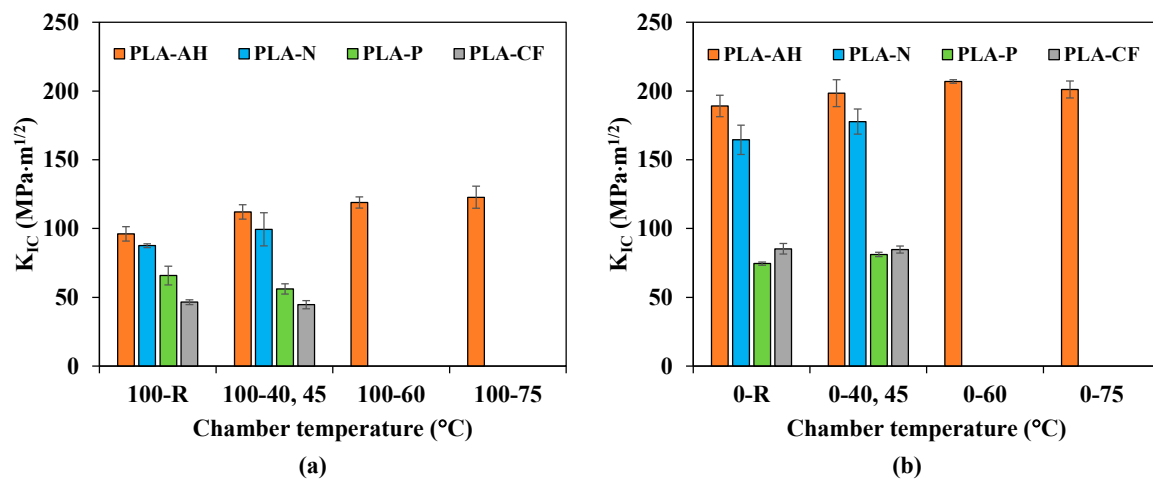 250
200
150
100
50
0
K_IC (MPa·m^1/2)
PLA-AH PLA-N PLA-P PLA-CF
100-R 100-40, 45 100-60 100-75
Chamber temperature (°C)
(a)
250
200
150
100
50
0
K_IC (MPa·m^1/2)
PLA-AH PLA-N PLA-P PLA-CF
0-R 0-40, 45 0-60 0-75
Chamber temperature (°C)
(b)